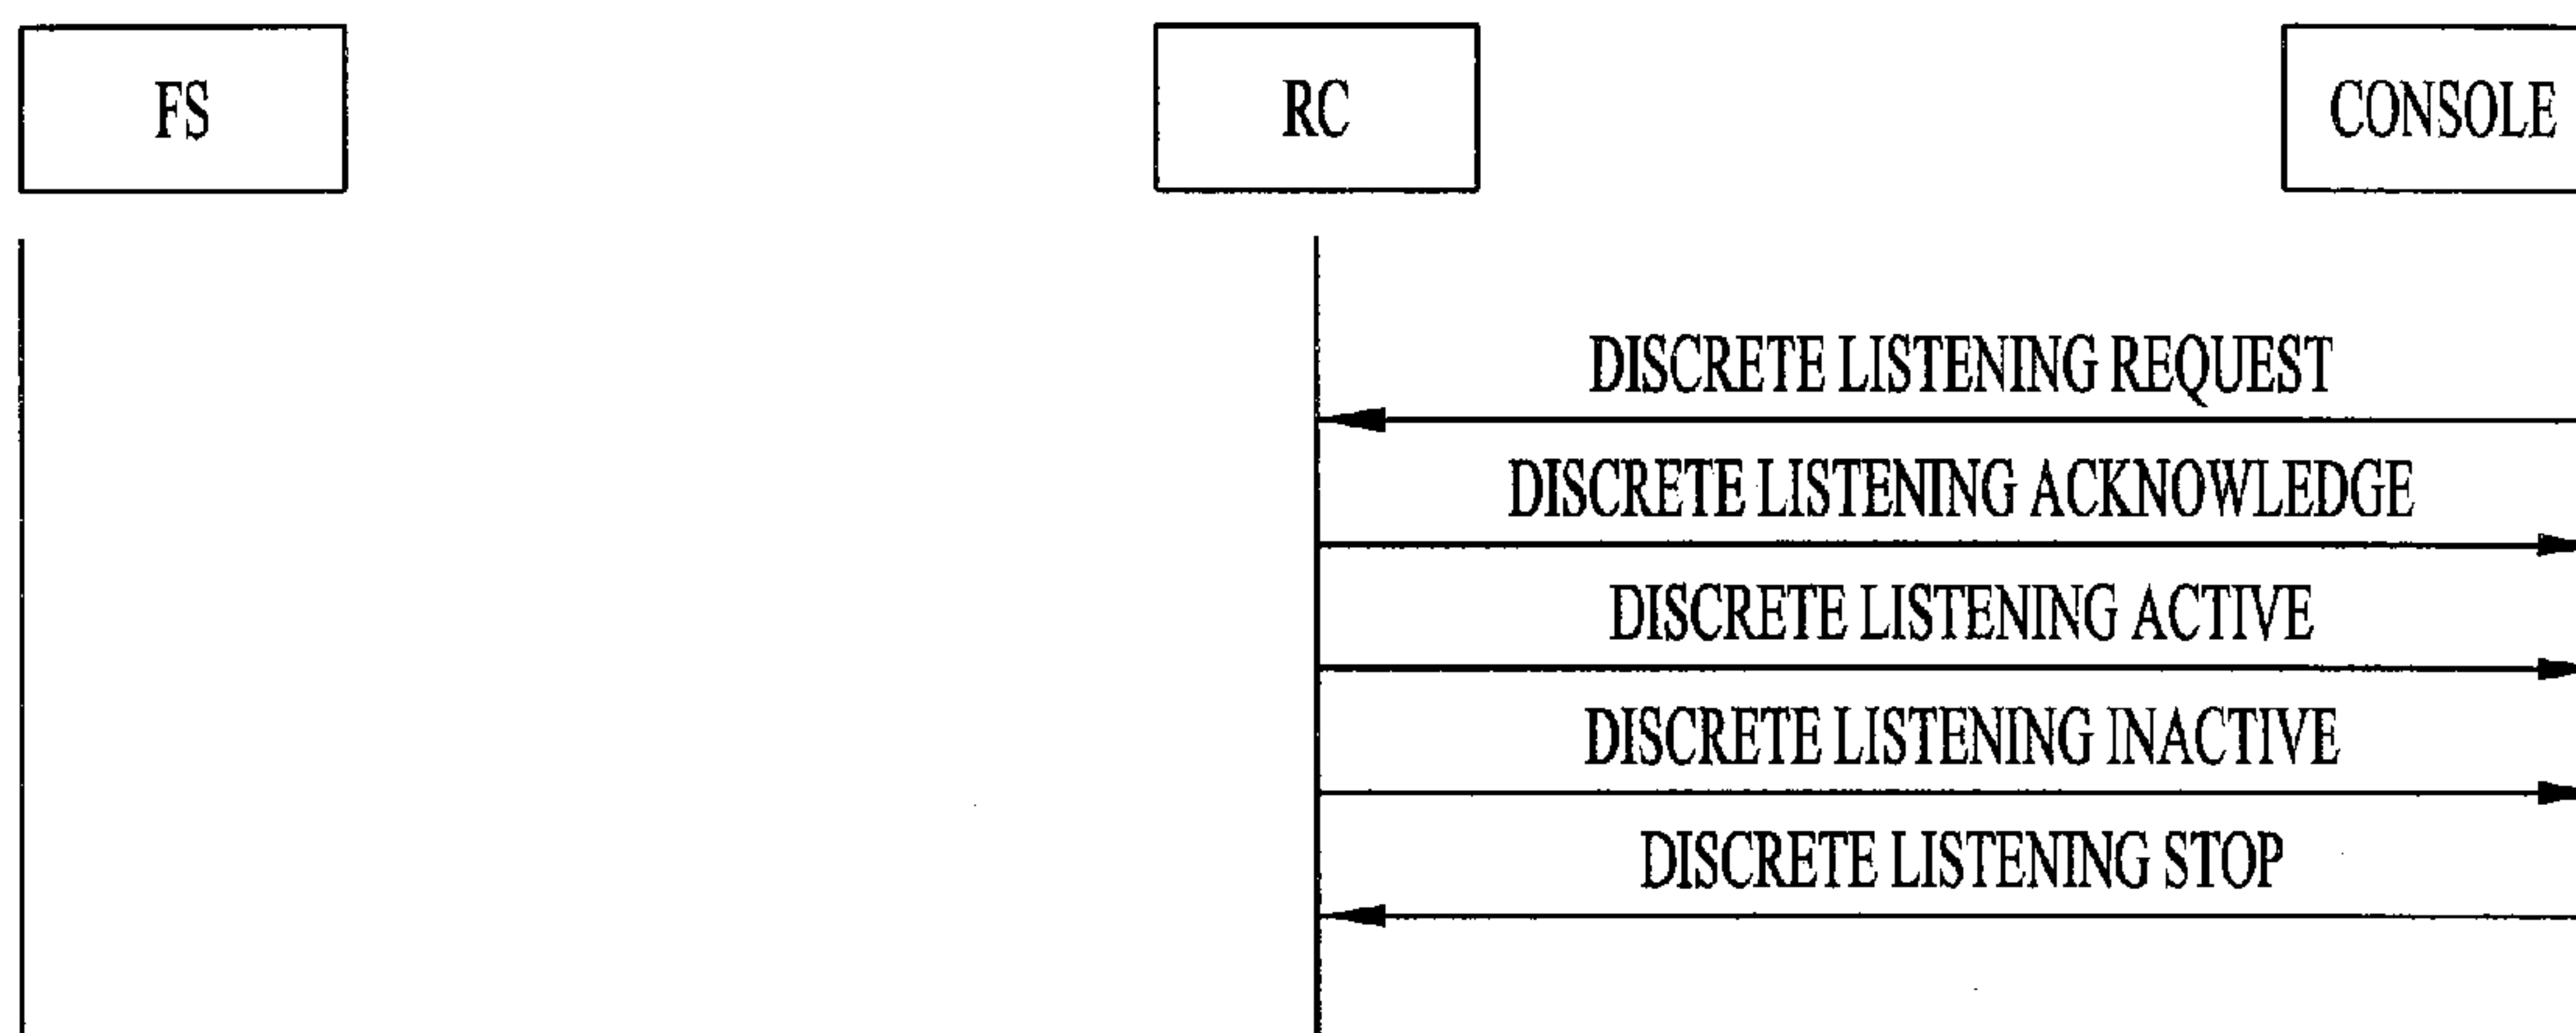 FS
RC
CONSOLE
DISCRETE LISTENING REQUEST
DISCRETE LISTENING ACKNOWLEDGE
DISCRETE LISTENING ACTIVE
DISCRETE LISTENING INACTIVE
DISCRETE LISTENING STOP